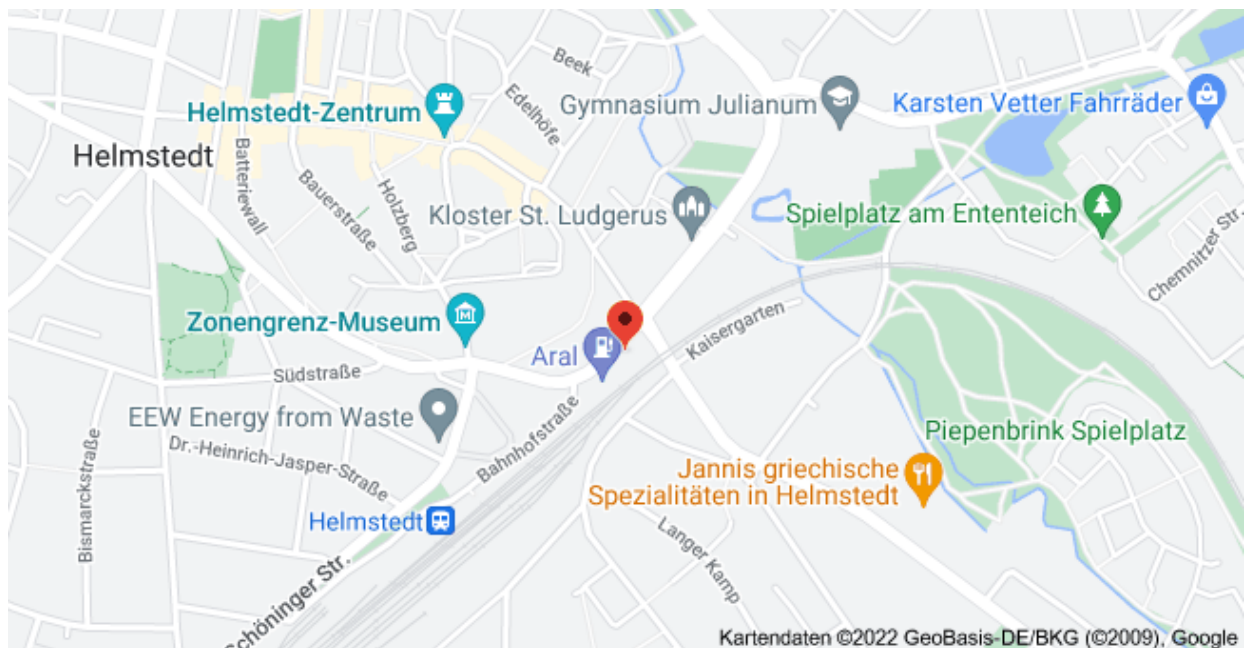 Beek
Edelhöfe
Gymnasium Julianum
Karsten Vetter Fahrräder
Helmstedt-Zentrum
Helmstedt
Batteriewall
Bauerstraße
Holzberg
Kloster St. Ludgerus
Spielplatz am Ententeich
Chemnitzer Str.
Zonengrenz-Museum
Kaisergarten
Aral
Südstraße
EEW Energy from Waste
Dr.-Heinrich-Jasper-Straße
Bahnhofstraße
Piepenbrink Spielplatz
Bismarckstraße
Jannis griechische
Spezialitäten in Helmstedt
Helmstedt
Langer Kamp
Schöninger Str.
Kartendaten ©2022 GeoBasis-DE/BKG (©2009), Google